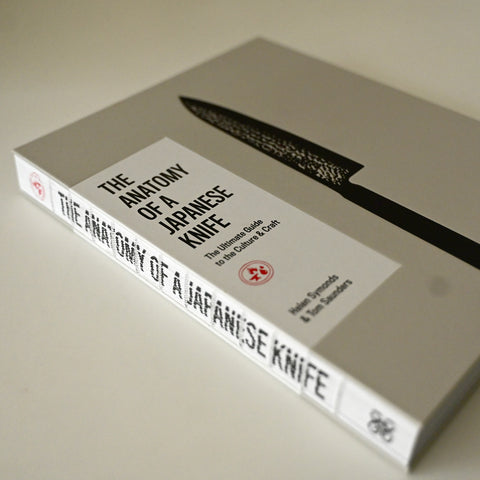 THE
ANATOMY
OF A
JAPANESE
KNIFE
The Ultimate Guide
to the Culture & Craft
Helen Symonds
& Tom Saunders
THE ANATOMY OF A JAPANESE KNIFE